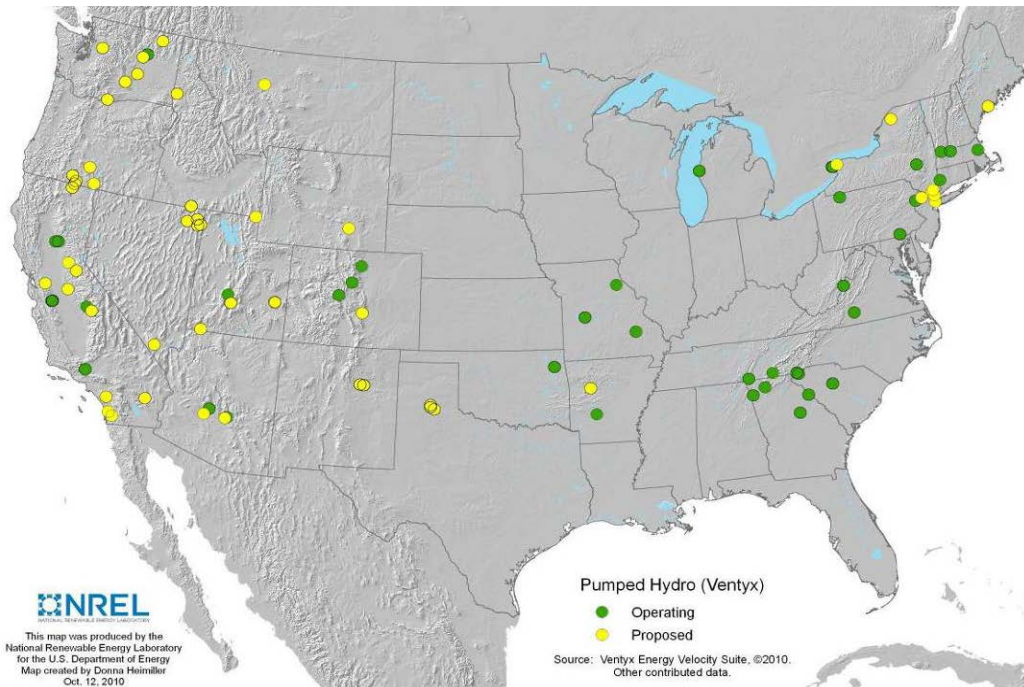 Pumped Hydro (Ventyx)
Operating
Proposed
Source: Ventyx Energy Velocity Suite, ©2010.
Other contributed data.
NREL
NATIONAL RENEWABLE ENERGY LABORATORY
This map was produced by the
National Renewable Energy Laboratory
for the U.S. Department of Energy
Map created by Donna Heimiller
Oct. 12, 2010